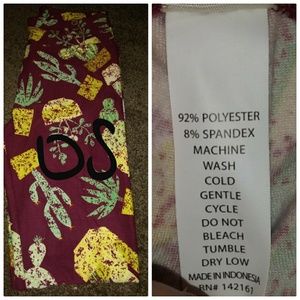 OS
92% POLYESTER
8% SPANDEX
MACHINE
WASH
COLD
GENTLE
CYCLE
DO NOT
BLEACH
TUMBLE
DRY LOW
MADE IN INDONESIA
RN# 142161